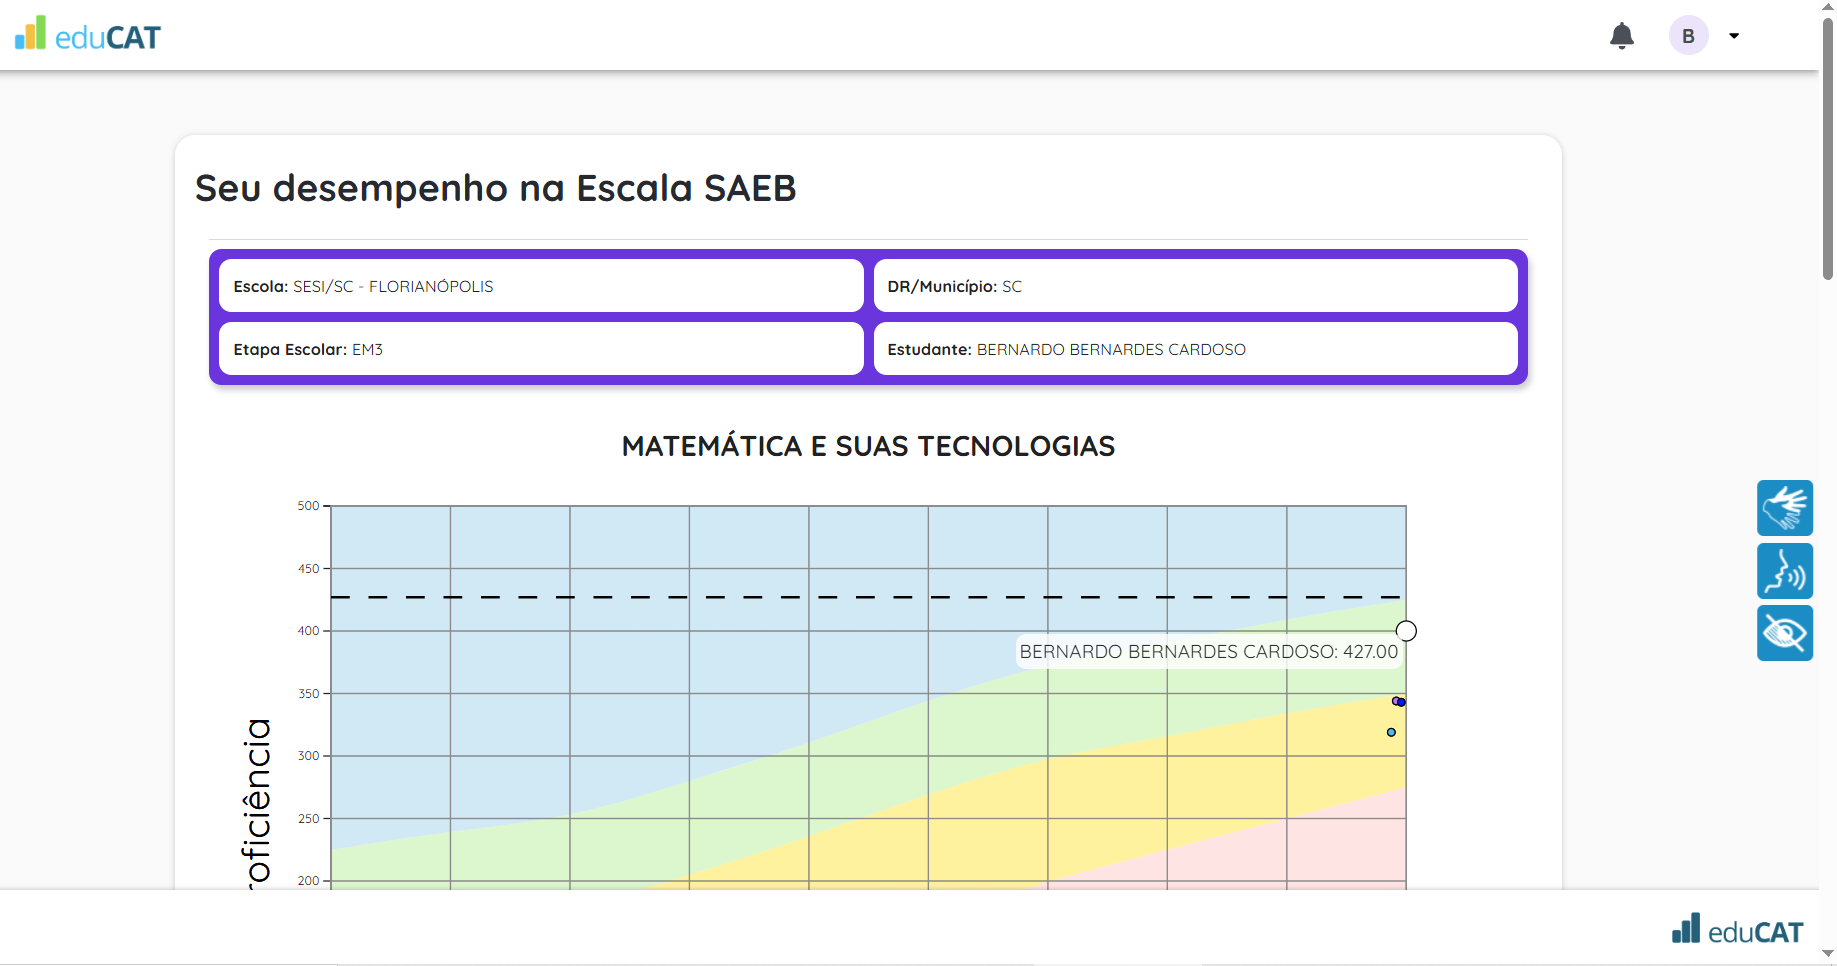 eduCAT
B
Seu desempenho na Escala SAEB
Escola: SESI/SC - FLORIANÓPOLIS
DR/Município: SC
Etapa Escolar: EM3
Estudante: BERNARDO BERNARDES CARDOSO
MATEMÁTICA E SUAS TECNOLOGIAS
500
450
400
BERNARDO BERNARDES CARDOSO: 427.00
350
300
250
200
roficiência
eduCAT